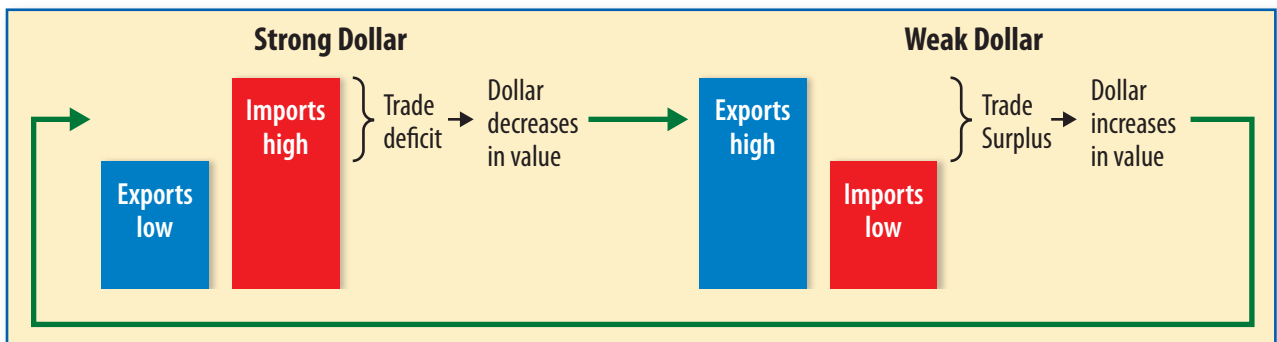 Strong Dollar
Exports
low
Imports
high
Trade
deficit
Dollar
decreases
in value
Weak Dollar
Exports
high
Imports
low
Trade
Surplus
Dollar
increases
in value